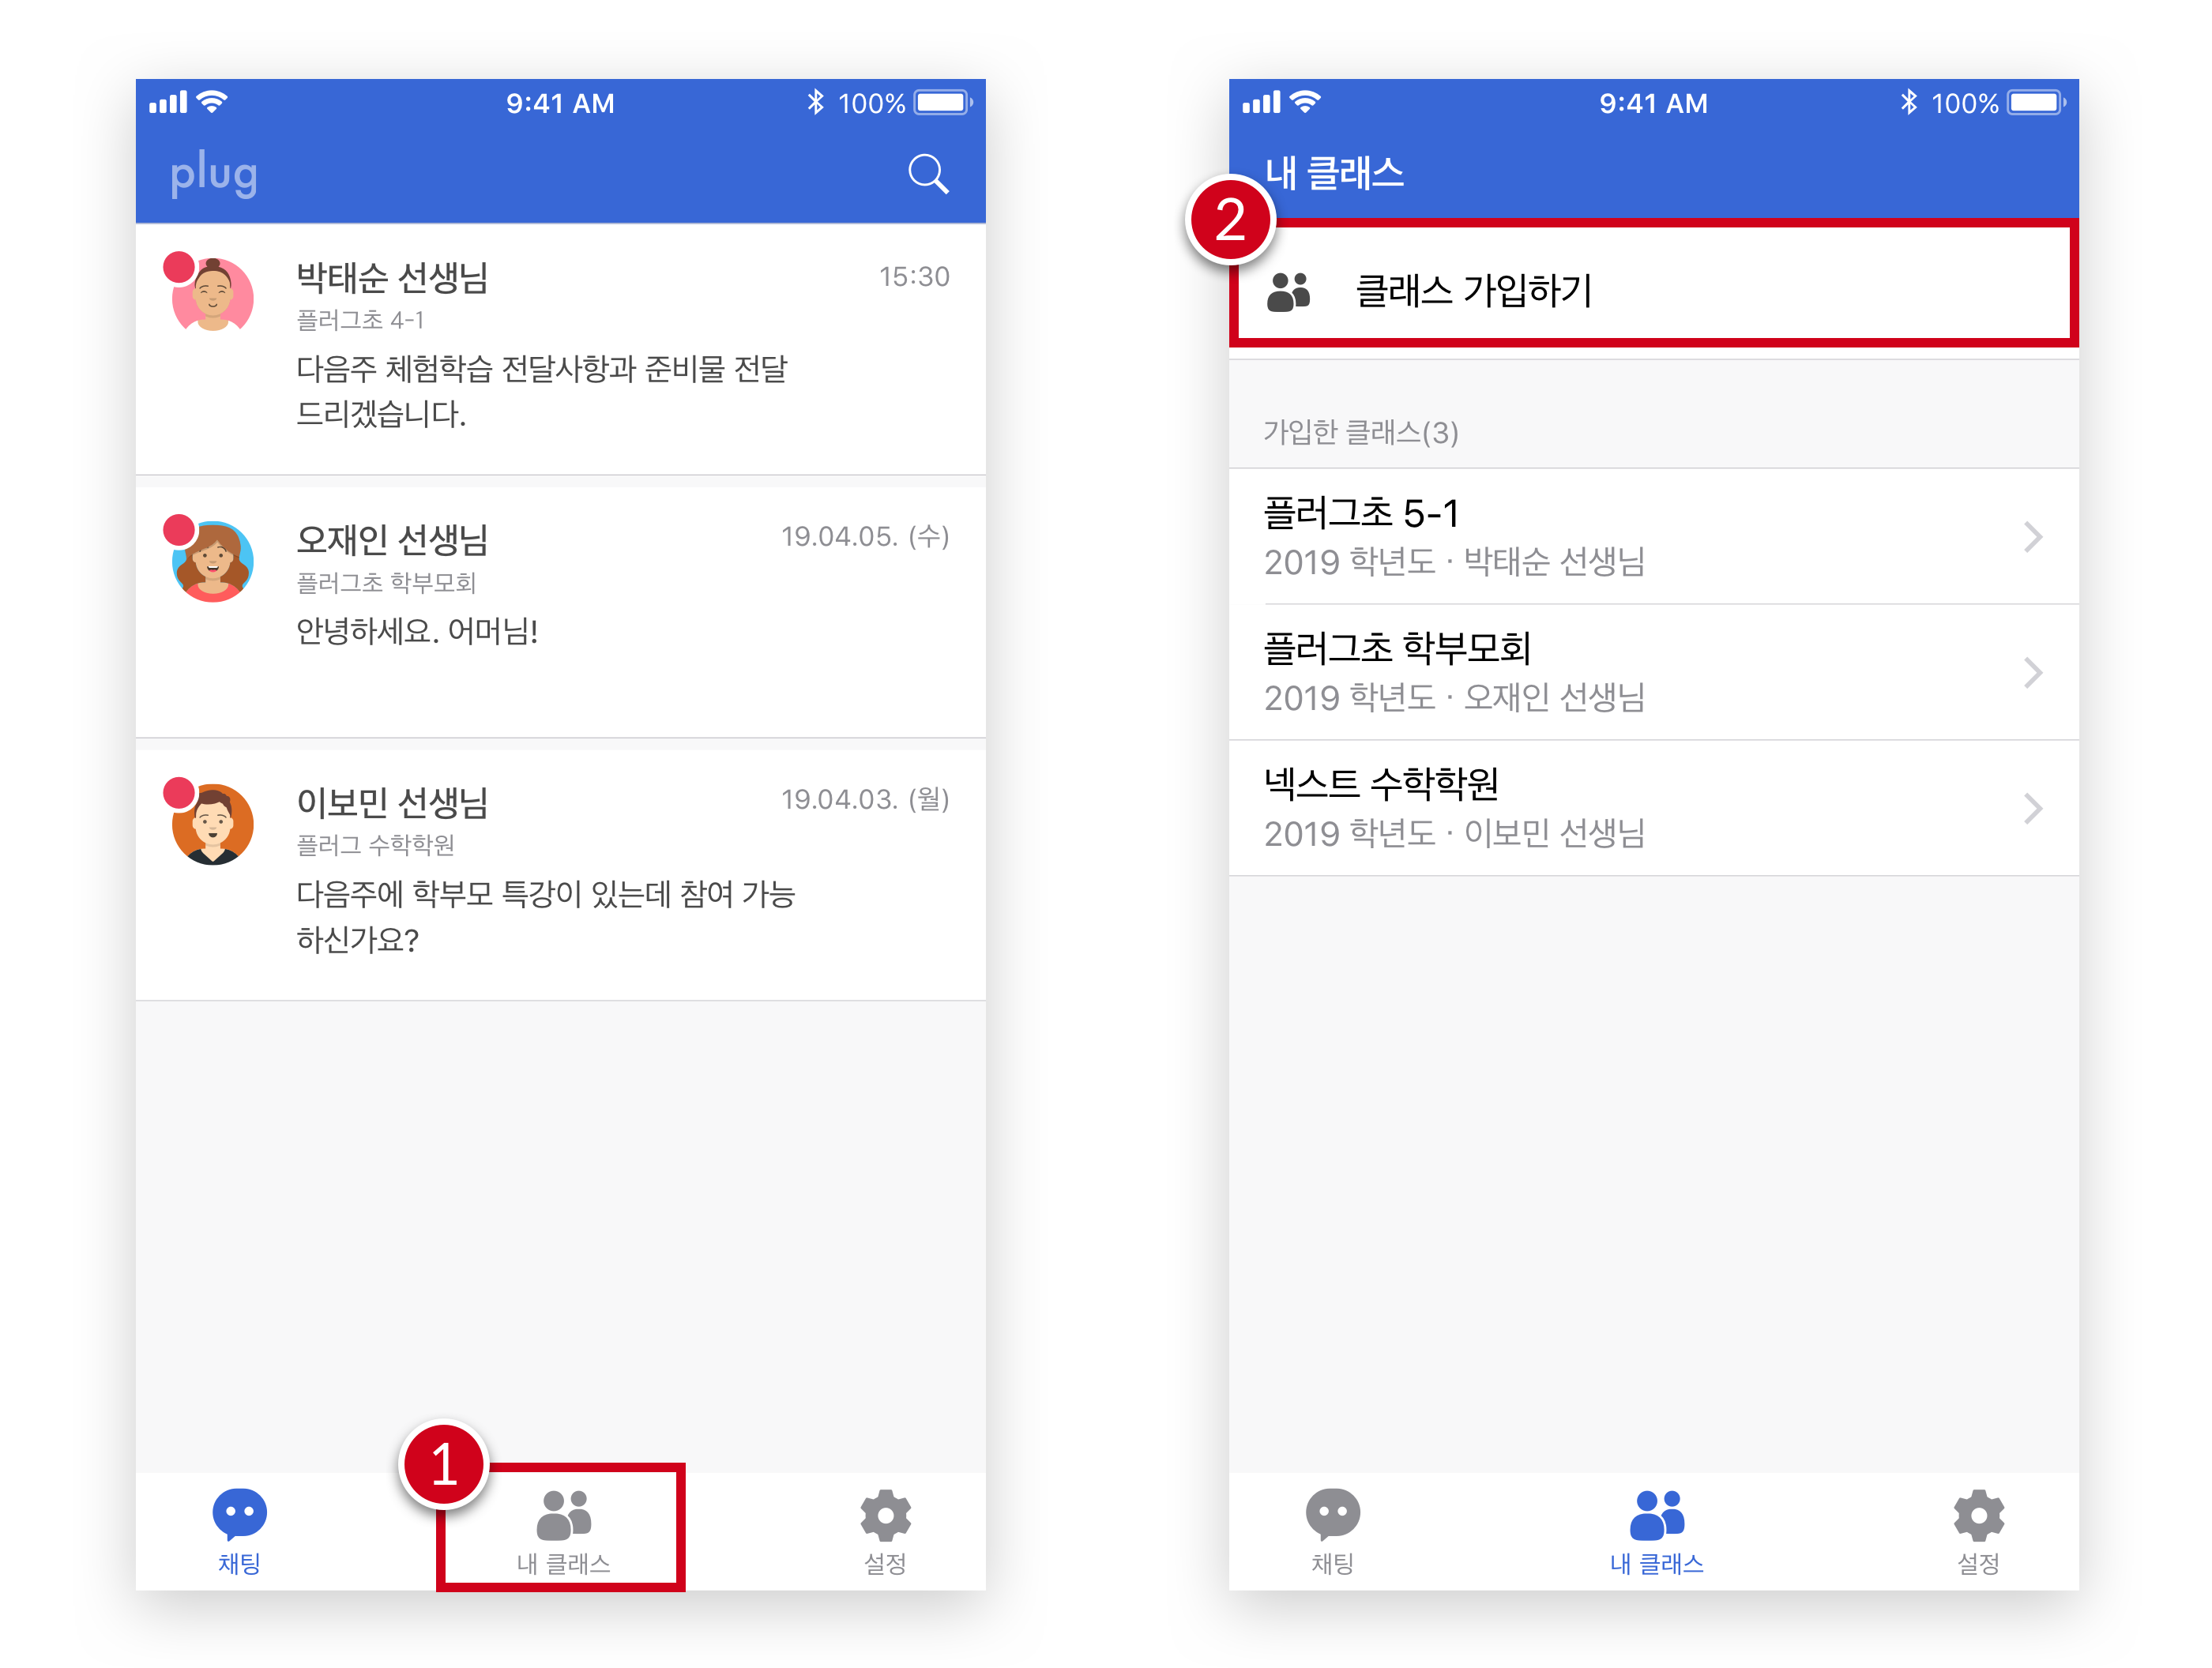 9:41 AM
100%
plug
박태순 선생님
15:30
플러그초 4-1
다음주 체험학습 전달사항과 준비물 전달
드리겠습니다.
오재인 선생님
19.04.05. (수)
플러그초 학부모회
안녕하세요. 어머님!
이보민 선생님
19.04.03. (월)
플러그 수학학원
다음주에 학부모 특강이 있는데 참여 가능
하신가요?
1
채팅
내 클래스
설정
9:41 AM
100%
내 클래스
2
클래스 가입하기
가입한 클래스(3)
플러그초 5-1
2019 학년도 · 박태순 선생님
플러그초 학부모회
2019 학년도 · 오재인 선생님
넥스트 수학학원
2019 학년도 · 이보민 선생님
채팅
내 클래스
설정